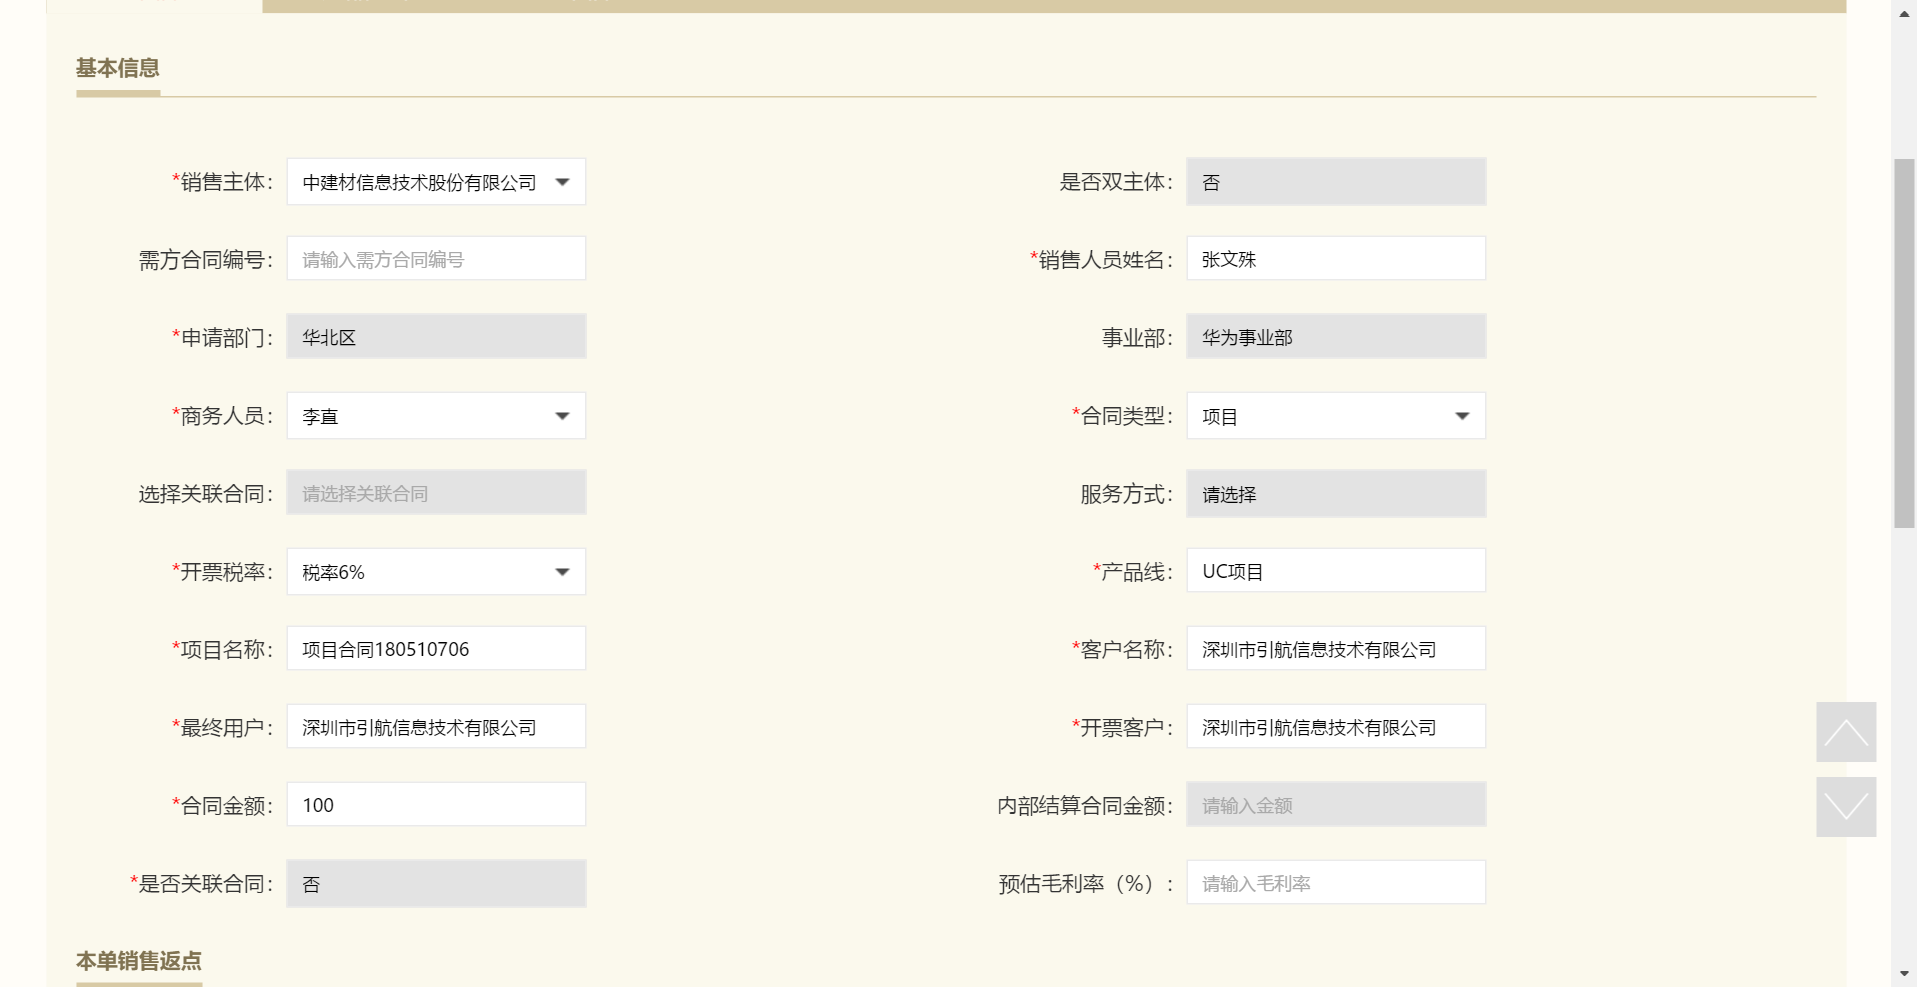 基本信息
*销售主体： 中建材信息技术股份有限公司 是否双主体： 否
需方合同编号： 请输入需方合同编号 *销售人员姓名： 张文殊
*申请部门： 华北区 事业部： 华为事业部
*商务人员： 李直 *合同类型： 项目
选择关联合同： 请选择关联合同 服务方式： 请选择
*开票税率： 税率6% *产品线： UC项目
*项目名称： 项目合同180510706 *客户名称： 深圳市引航信息技术有限公司
*最终用户： 深圳市引航信息技术有限公司 *开票客户： 深圳市引航信息技术有限公司
*合同金额： 100 内部结算合同金额： 请输入金额
*是否关联合同： 否 预估毛利率（%）： 请输入毛利率
本单销售返点